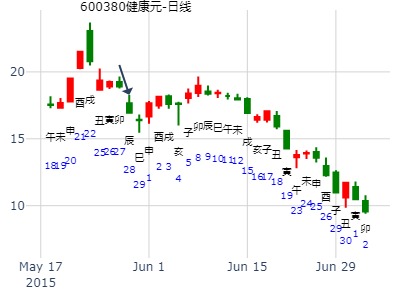 600380健康元-日线
20
15
10
午 未 申 酉 戌 丑 寅 卯 辰 巳 申 酉 戌 亥 子 卯 辰 巳 午 未 戌 亥 子 丑 寅 午 未 申 酉 子 丑 寅 卯
18 19 20 21 22 25 26 27 28 29 1 2 3 4 5 8 9 10 11 12 15 16 17 18 19 23 24 25 26 29 30 1 2
May 17 Jun 1 Jun 15 Jun 29
2015